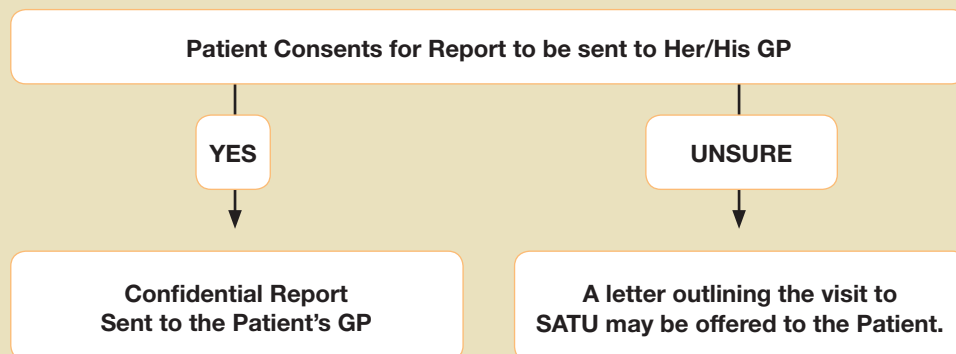 Patient Consents for Report to be sent to Her/His GP
YES
UNSURE
Confidential Report
Sent to the Patient’s GP
A letter outlining the visit to
SATU may be offered to the Patient.